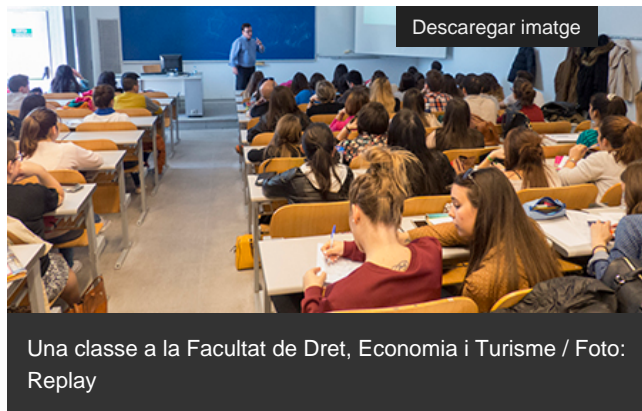 Descaregar imatge
Una classe a la Facultat de Dret, Economia i Turisme / Foto:
Replay